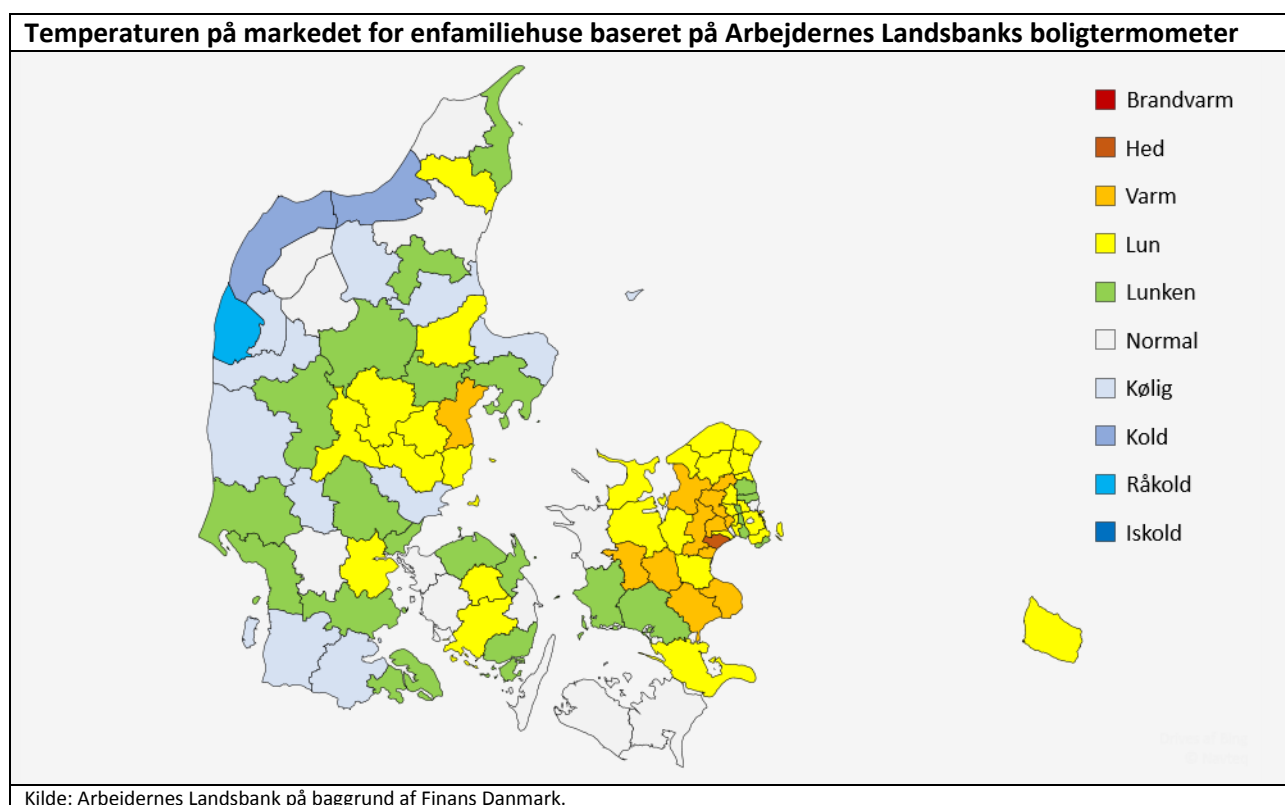 Temperaturen på markedet for enfamiliehuse baseret på Arbejdernes Landsbanks boligtermometer
Brandvarm
Hed
Varm
Lun
Lunken
Normal
Kølig
Kold
Råkold
Iskold
Kilde: Arbejdernes Landsbank på baggrund af Finans Danmark.